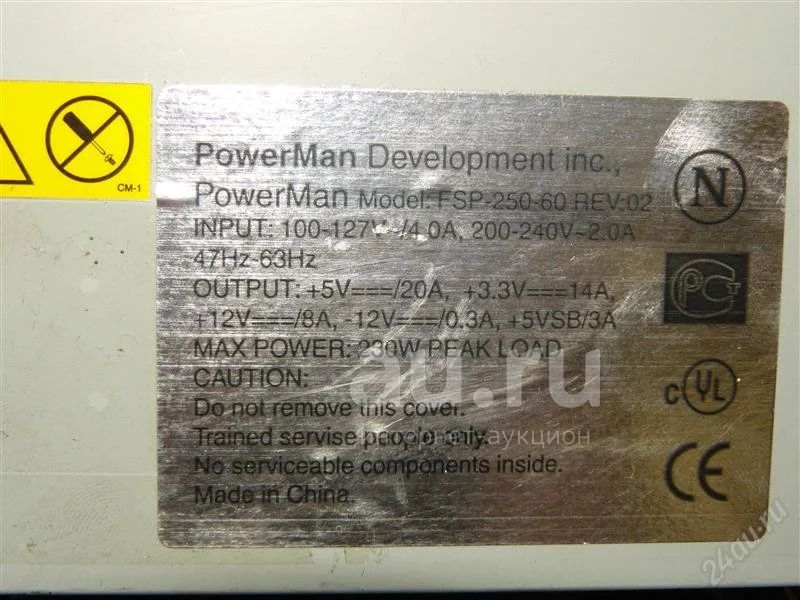 PowerMan Development inc.,
PowerMan Model: FSP-250-60 REV:02
INPUT: 100-127V~/4.0A, 200-240V~2.0A
47Hz-63Hz
OUTPUT: +5V⎓/20A, +3.3V⎓14A,
+12V⎓/8A, -12V⎓/0.3A, +5VSB/3A
MAX POWER: 230W PEAK LOAD
CAUTION:
Do not remove this cover.
Trained servise people only.
No serviceable components inside.
Made in China.
CM-1
N
PCT
c UL
CE
au.ru
аукцион
24au.ru